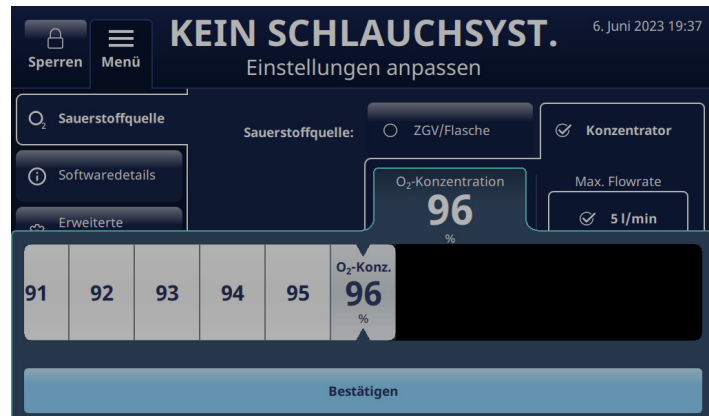 Sperren
Menü
KEIN SCHLAUCHSYST.
Einstellungen anpassen
6. Juni 2023 19:37
O₂ Sauerstoffquelle
Softwaredetails
Erweiterte
Sauerstoffquelle:
ZGV/Flasche
Konzentrator
O₂-Konzentration
96
%
Max. Flowrate
5 l/min
91 92 93 94 95
O₂-Konz.
96
%
Bestätigen